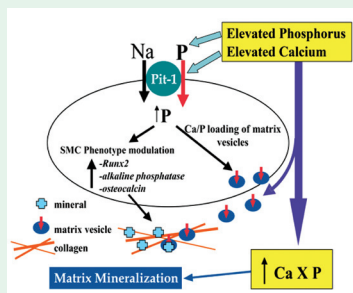 Elevated Phosphorus
Elevated Calcium
Na P
Pit-1
↑P
SMC Phenotype modulation
-Runx2
-alkaline phosphatase
-osteocalcin
Ca/P loading of matrix
vesicles
mineral
matrix vesicle
collagen
Matrix Mineralization
↑ Ca X P